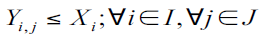 Y_{i,j} ≤ X_i; ∀i∈I, ∀j∈J